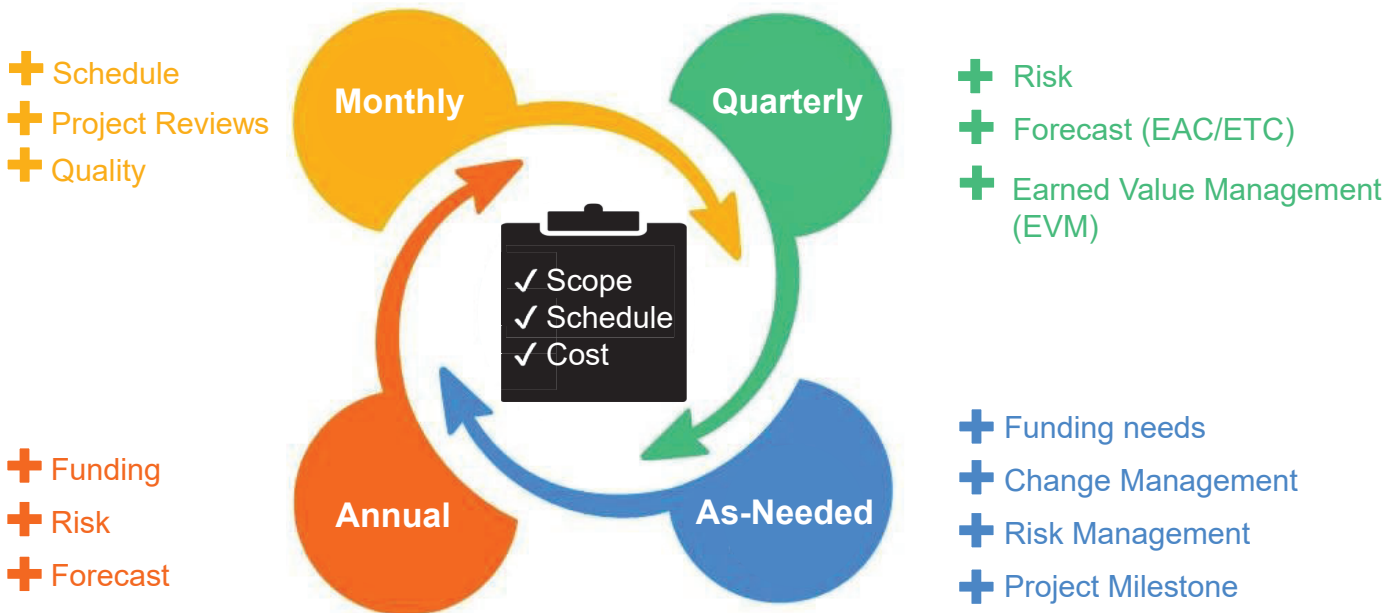 Monthly
Schedule
Project Reviews
Quality
Quarterly
Risk
Forecast (EAC/ETC)
Earned Value Management
(EVM)
✓ Scope
✓ Schedule
✓ Cost
Annual
Funding
Risk
Forecast
As-Needed
Funding needs
Change Management
Risk Management
Project Milestone